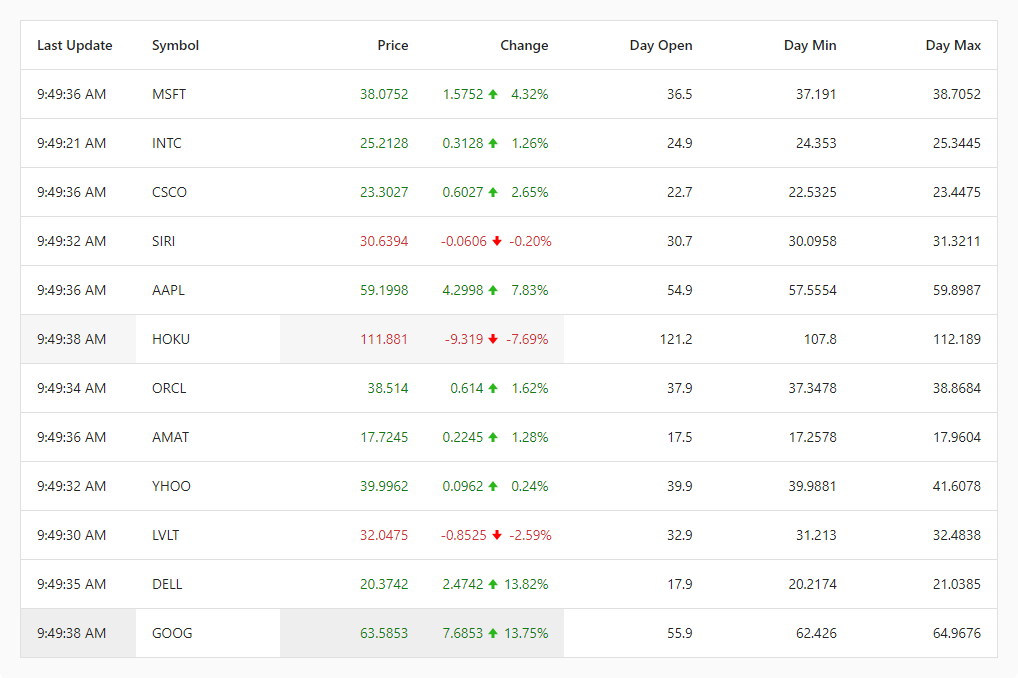 Last Update Symbol Price Change Day Open Day Min Day Max
9:49:36 AM MSFT 38.0752 1.5752 4.32% 36.5 37.191 38.7052
9:49:21 AM INTC 25.2128 0.3128 1.26% 24.9 24.353 25.3445
9:49:36 AM CSCO 23.3027 0.6027 2.65% 22.7 22.5325 23.4475
9:49:32 AM SIRI 30.6394 -0.0606 -0.20% 30.7 30.0958 31.3211
9:49:36 AM AAPL 59.1998 4.2998 7.83% 54.9 57.5554 59.8987
9:49:38 AM HOKU 111.881 -9.319 -7.69% 121.2 107.8 112.189
9:49:34 AM ORCL 38.514 0.614 1.62% 37.9 37.3478 38.8684
9:49:36 AM AMAT 17.7245 0.2245 1.28% 17.5 17.2578 17.9604
9:49:32 AM YHOO 39.9962 0.0962 0.24% 39.9 39.9881 41.6078
9:49:30 AM LVLT 32.0475 -0.8525 -2.59% 32.9 31.213 32.4838
9:49:35 AM DELL 20.3742 2.4742 13.82% 17.9 20.2174 21.0385
9:49:38 AM GOOG 63.5853 7.6853 13.75% 55.9 62.426 64.9676